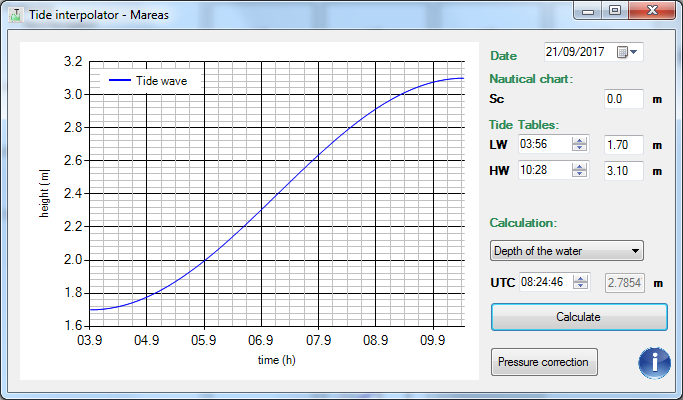 Tide interpolator - Mareas
3.2
3.0
2.8
2.6
2.4
2.2
2.0
1.8
1.6
height (m)
Tide wave
03.9 04.9 05.9 06.9 07.9 08.9 09.9
time (h)
Date 21/09/2017
Nautical chart:
Sc 0.0 m
Tide Tables:
LW 03:56 1.70 m
HW 10:28 3.10 m
Calculation:
Depth of the water
UTC 08:24:46 2.7854 m
Calculate
Pressure correction